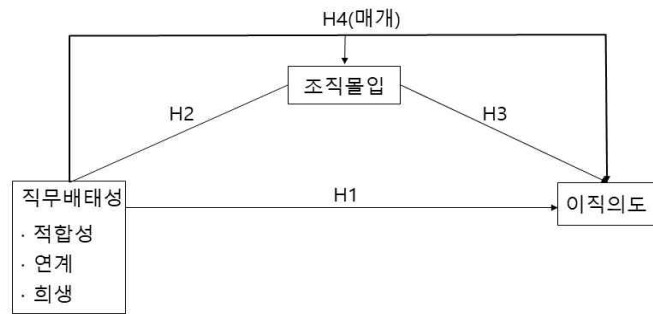 H4(매개)
조직몰입
H2
H3
직무배태성
· 적합성
· 연계
· 희생
H1
이직의도